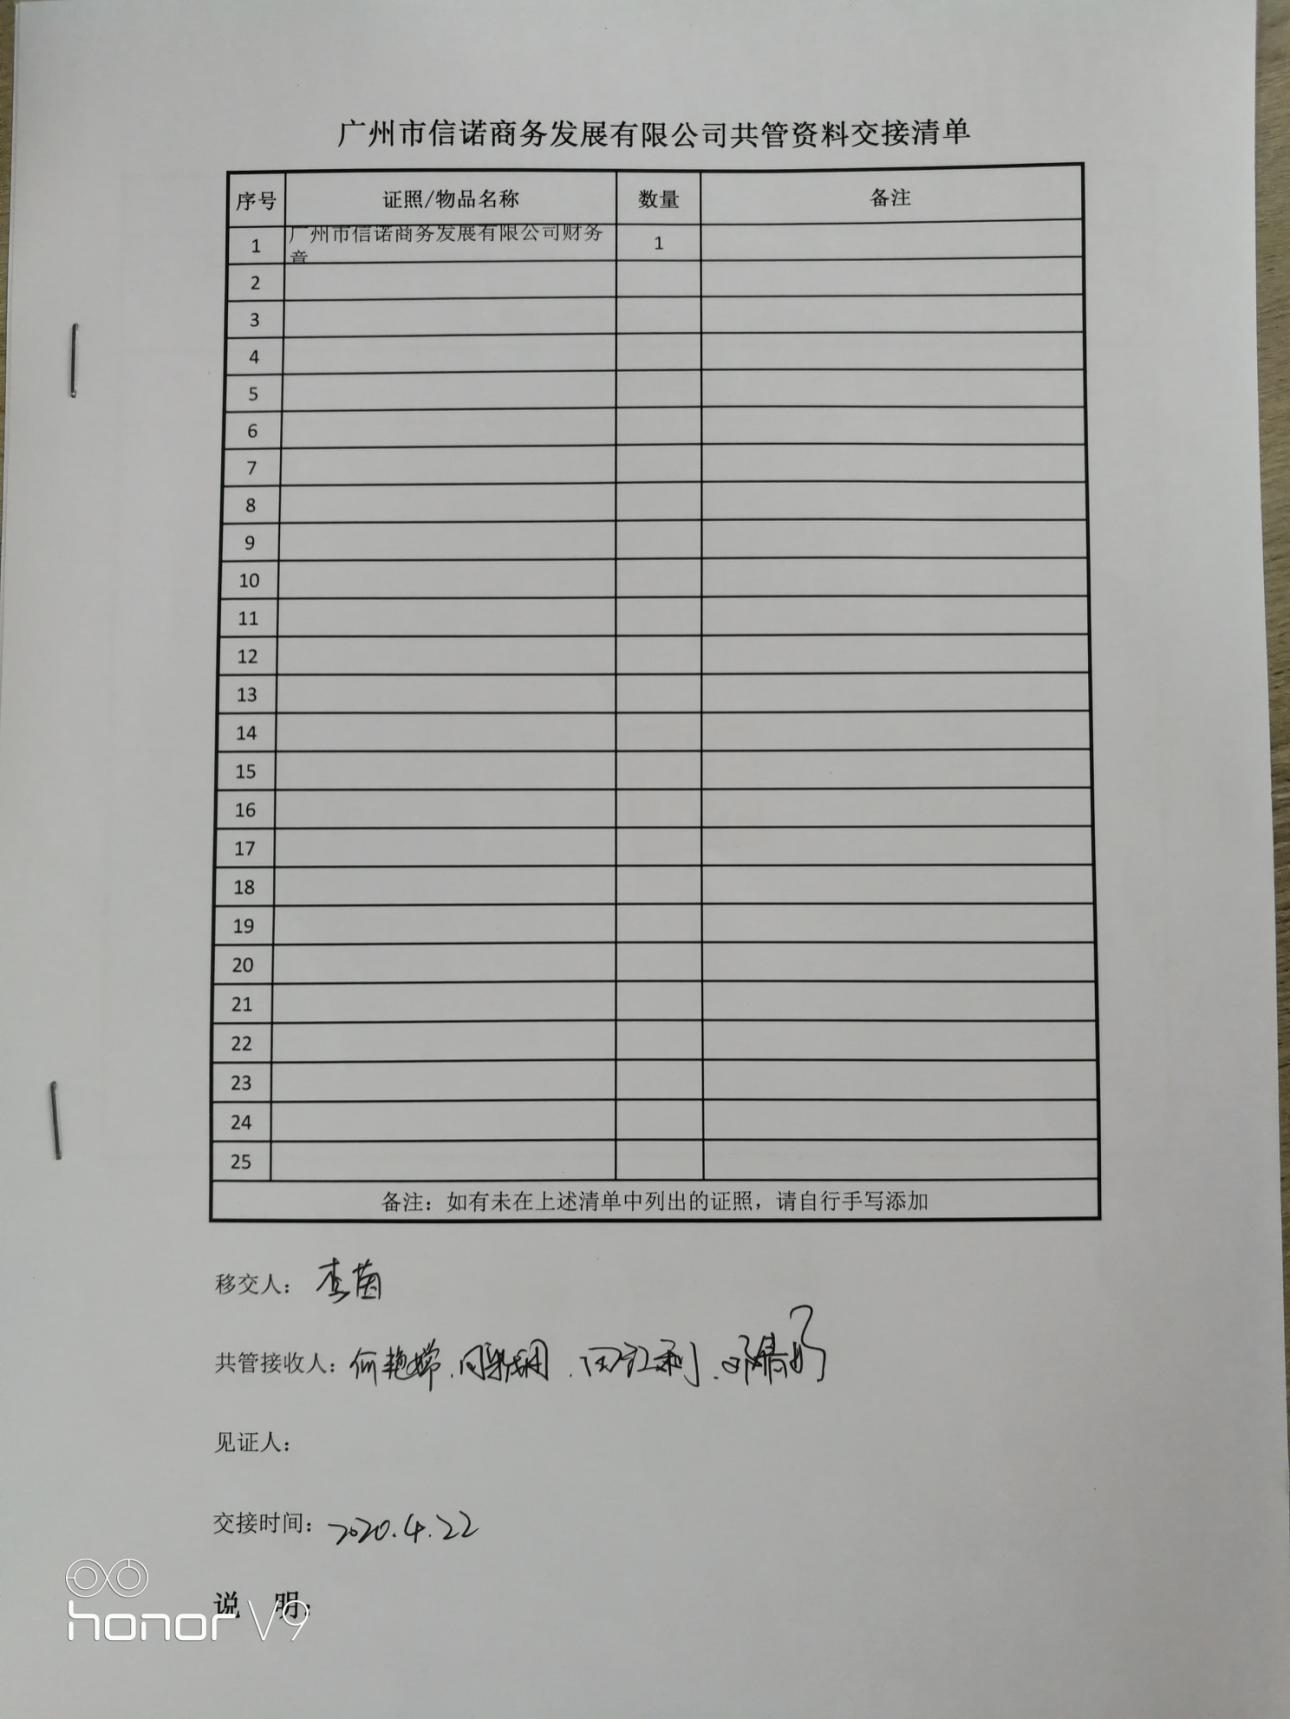 广州市信诺商务发展有限公司共管资料交接清单
序号 证照/物品名称 数量 备注
1 广州市信诺商务发展有限公司财务章 1
2
3
4
5
6
7
8
9
10
11
12
13
14
15
16
17
18
19
20
21
22
23
24
25
备注：如有未在上述清单中列出的证照，请自行手写添加
移交人：李茵
共管接收人：何艳嫦、
见证人：
交接时间：2020.4.22
说 明：
honor V9